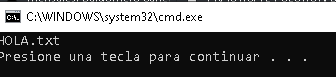 C:\WINDOWS\system32\cmd.exe
HOLA.txt
Presione una tecla para continuar . . .